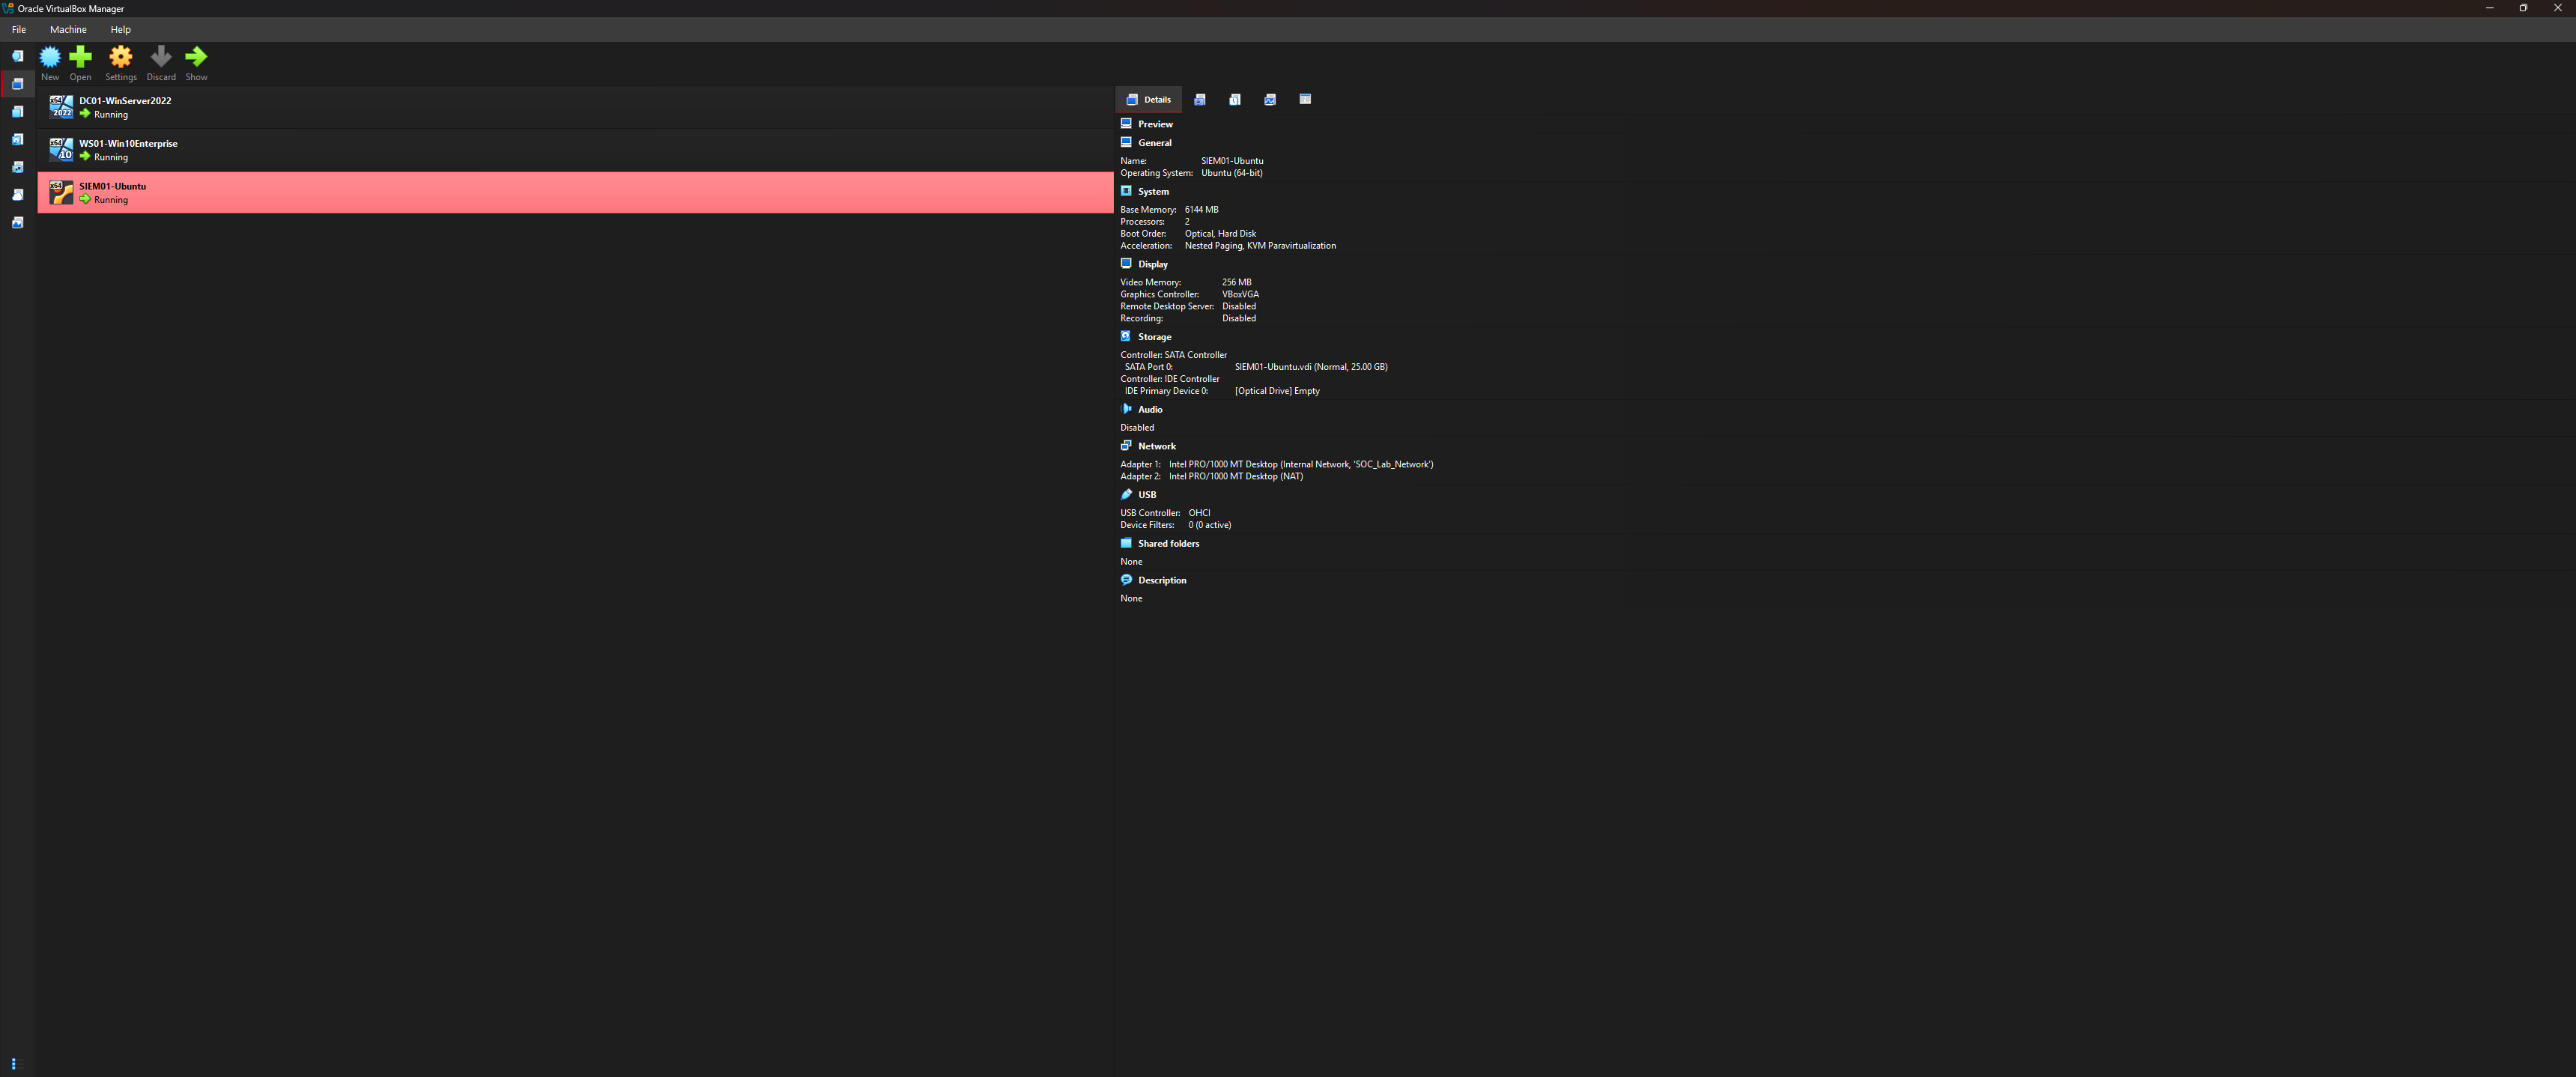 Oracle VirtualBox Manager
File Machine Help
New Open Settings Discard Show
x64 2022 DC01-WinServer2022
Running
x64 10 WS01-Win10Enterprise
Running
x64 SIEM01-Ubuntu
Running
Details
Preview
General
Name: SIEM01-Ubuntu
Operating System: Ubuntu (64-bit)
System
Base Memory: 6144 MB
Processors: 2
Boot Order: Optical, Hard Disk
Acceleration: Nested Paging, KVM Paravirtualization
Display
Video Memory: 256 MB
Graphics Controller: VBoxVGA
Remote Desktop Server: Disabled
Recording: Disabled
Storage
Controller: SATA Controller
SATA Port 0: SIEM01-Ubuntu.vdi (Normal, 25.00 GB)
Controller: IDE Controller
IDE Primary Device 0: [Optical Drive] Empty
Audio
Disabled
Network
Adapter 1: Intel PRO/1000 MT Desktop (Internal Network, 'SOC_Lab_Network')
Adapter 2: Intel PRO/1000 MT Desktop (NAT)
USB
USB Controller: OHCI
Device Filters: 0 (0 active)
Shared folders
None
Description
None